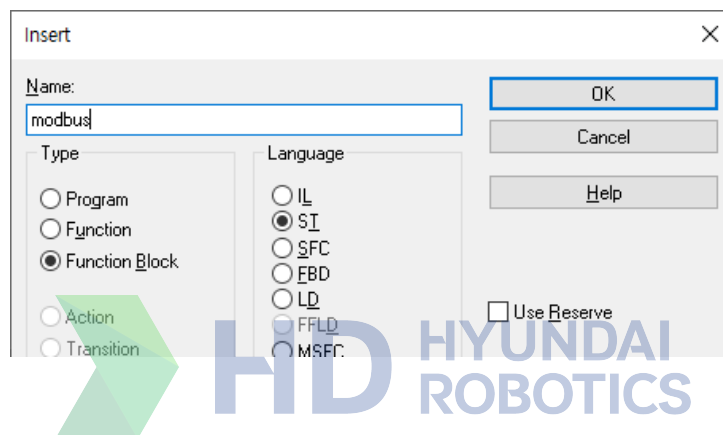 Insert
Name:
modbus
OK
Cancel
Help
Type
Program
Function
Function Block
Action
Transition
Language
IL
ST
SFC
FBD
LD
FFLD
MSFC
Use Reserve
HD HYUNDAI
ROBOTICS